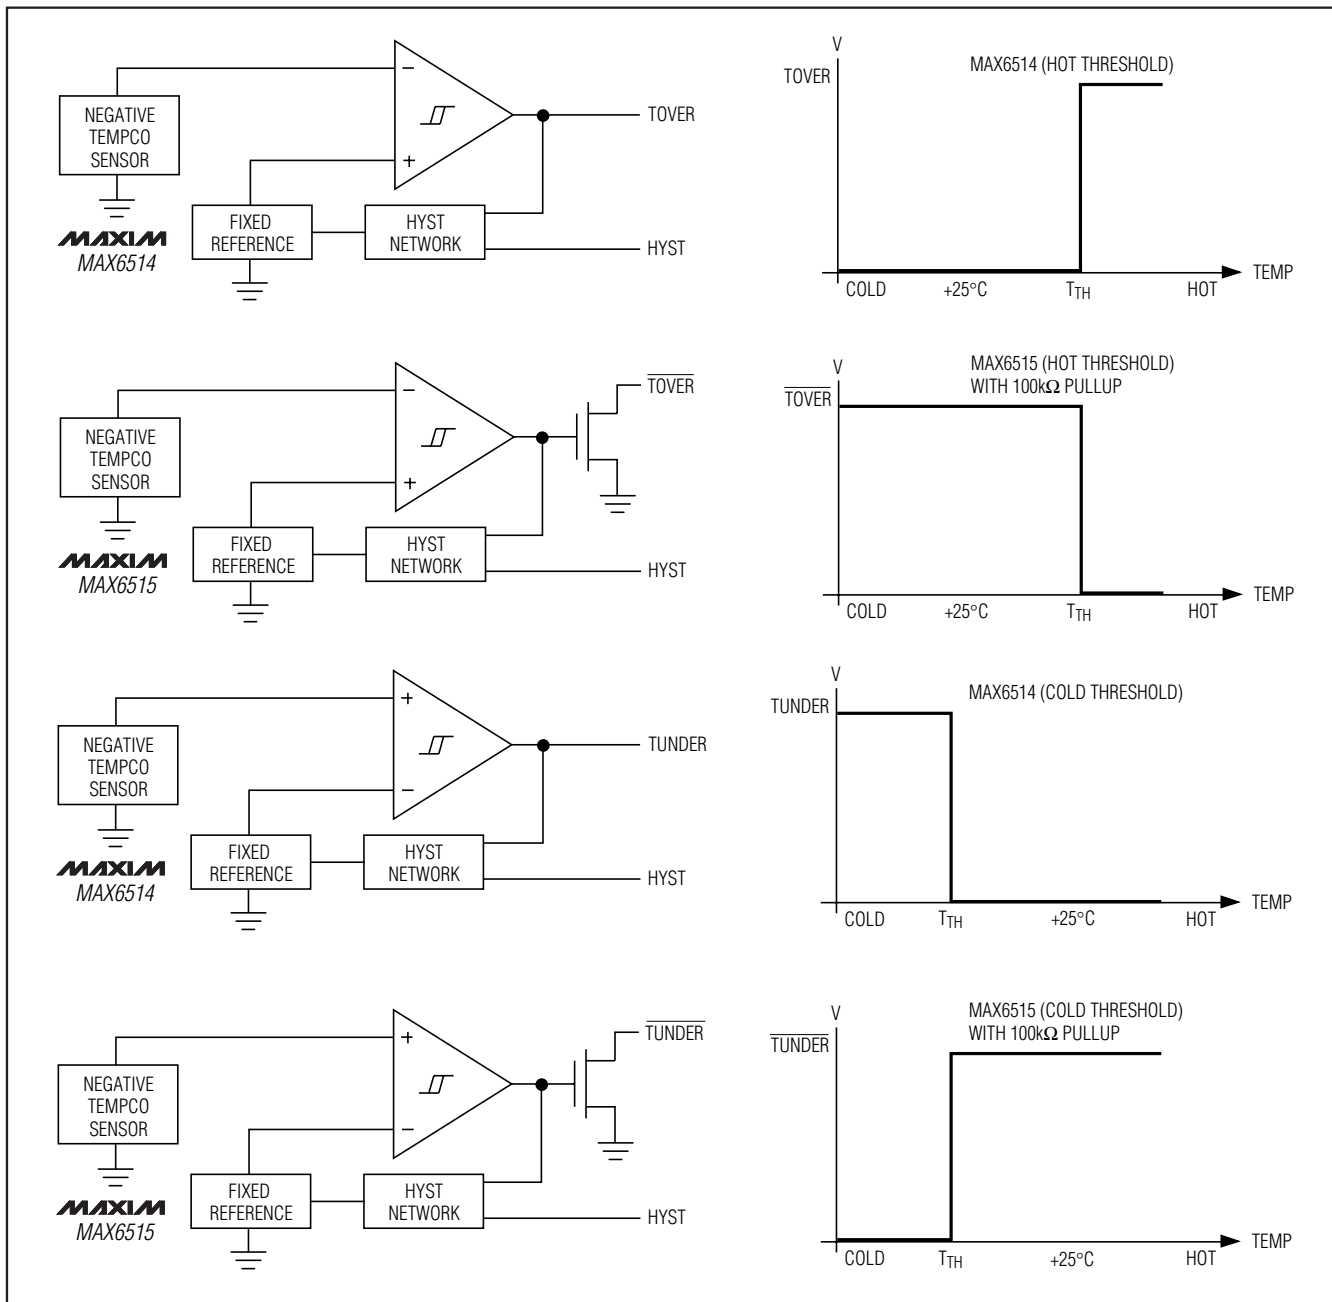 −
NEGATIVE
TEMPCO
SENSOR
+
TOVER
FIXED
REFERENCE
HYST
NETWORK
HYST
MAXIM
MAX6514
V
TOVER
MAX6514 (HOT THRESHOLD)
COLD
+25°C
TTH
HOT
TEMP
−
NEGATIVE
TEMPCO
SENSOR
+
TOVER
FIXED
REFERENCE
HYST
NETWORK
HYST
MAXIM
MAX6515
V
TOVER
MAX6515 (HOT THRESHOLD)
WITH 100kΩ PULLUP
COLD
+25°C
TTH
HOT
TEMP
+
NEGATIVE
TEMPCO
SENSOR
−
TUNDER
FIXED
REFERENCE
HYST
NETWORK
HYST
MAXIM
MAX6514
V
TUNDER
MAX6514 (COLD THRESHOLD)
COLD
TTH
+25°C
HOT
TEMP
+
NEGATIVE
TEMPCO
SENSOR
−
TUNDER
FIXED
REFERENCE
HYST
NETWORK
HYST
MAXIM
MAX6515
V
TUNDER
MAX6515 (COLD THRESHOLD)
WITH 100kΩ PULLUP
COLD
TTH
+25°C
HOT
TEMP